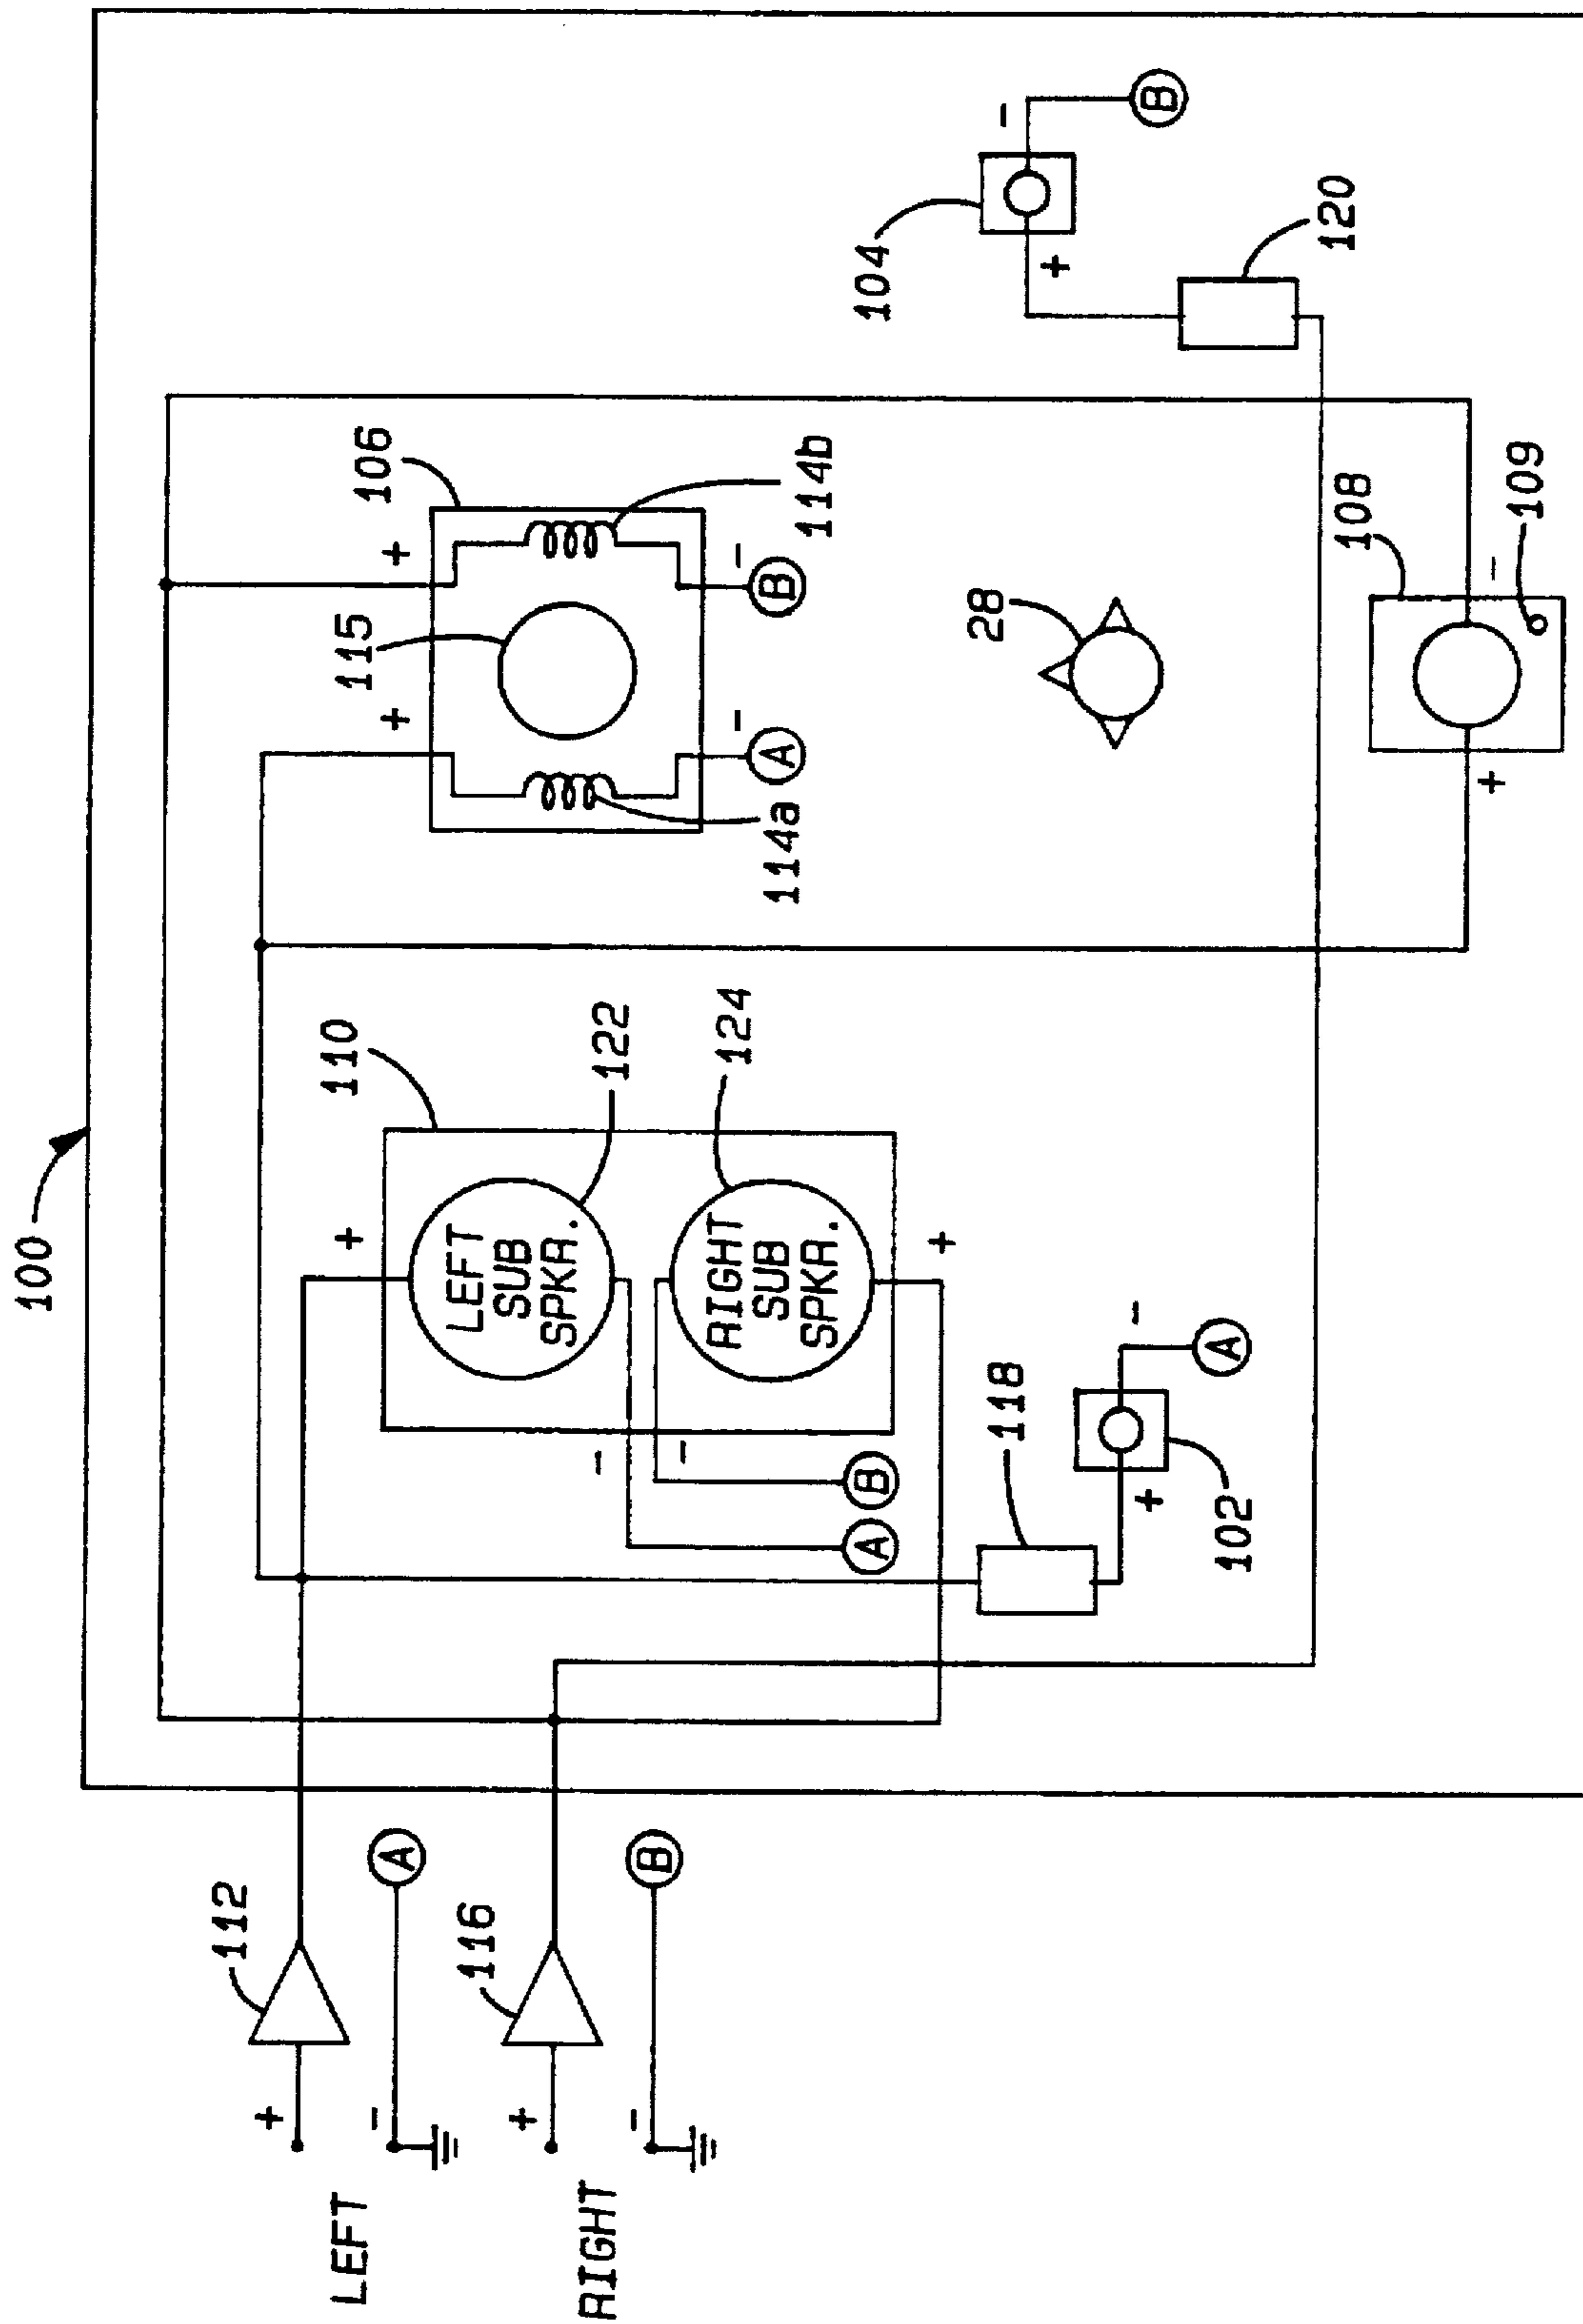 100
112
+
LEFT
-
A
116
+
RIGHT
-
B
110
+
LEFT
SUB
SPKR.
122
-
A
RIGHT
SUB
SPKR.
124
-
B
+
118
+
102
-
A
106
115
+
+
114a
114b
-
A
-
B
28
104
+
-
B
120
108
+
-
109